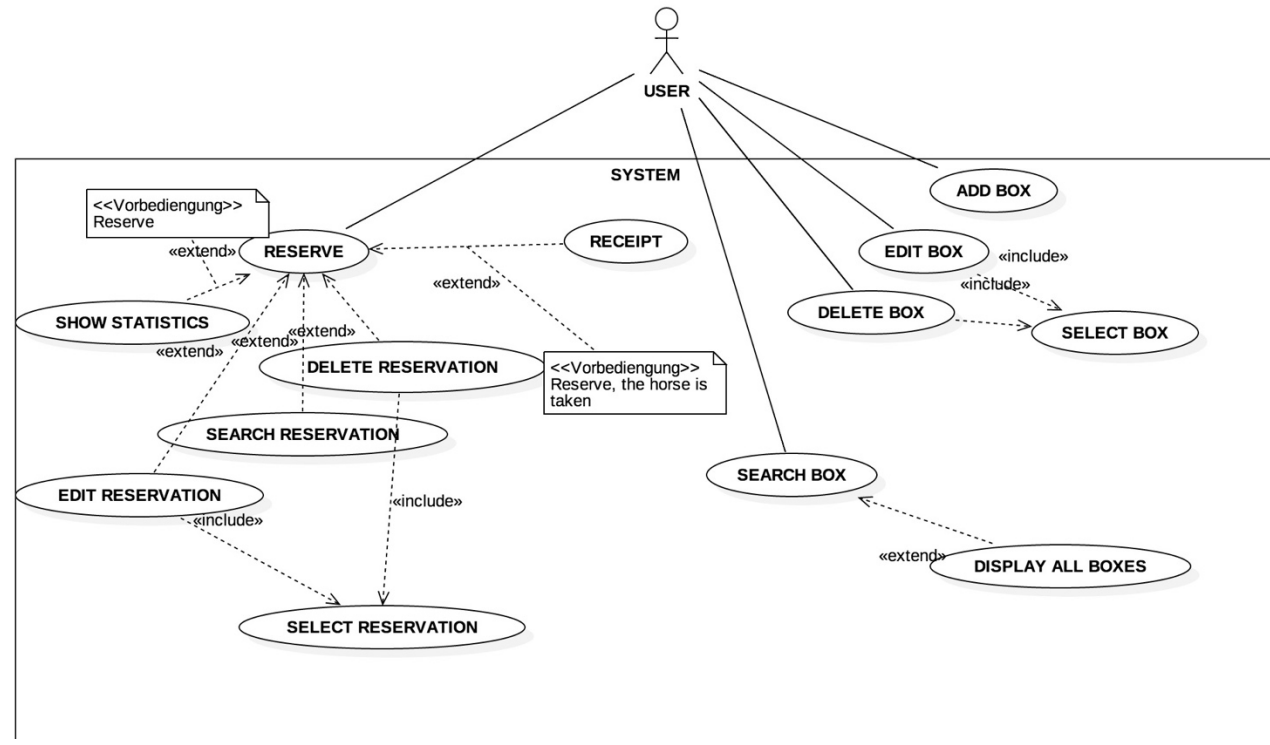 USER
SYSTEM
ADD BOX
<<Vorbediengung>>
Reserve
«extend»
RESERVE
RECEIPT
EDIT BOX
«include»
«extend»
«include»
SHOW STATISTICS
DELETE BOX
SELECT BOX
«extend»
«extend»
«extend»
DELETE RESERVATION
<<Vorbediengung>>
Reserve, the horse is
taken
SEARCH RESERVATION
SEARCH BOX
EDIT RESERVATION
«include»
«include»
«extend»
DISPLAY ALL BOXES
SELECT RESERVATION